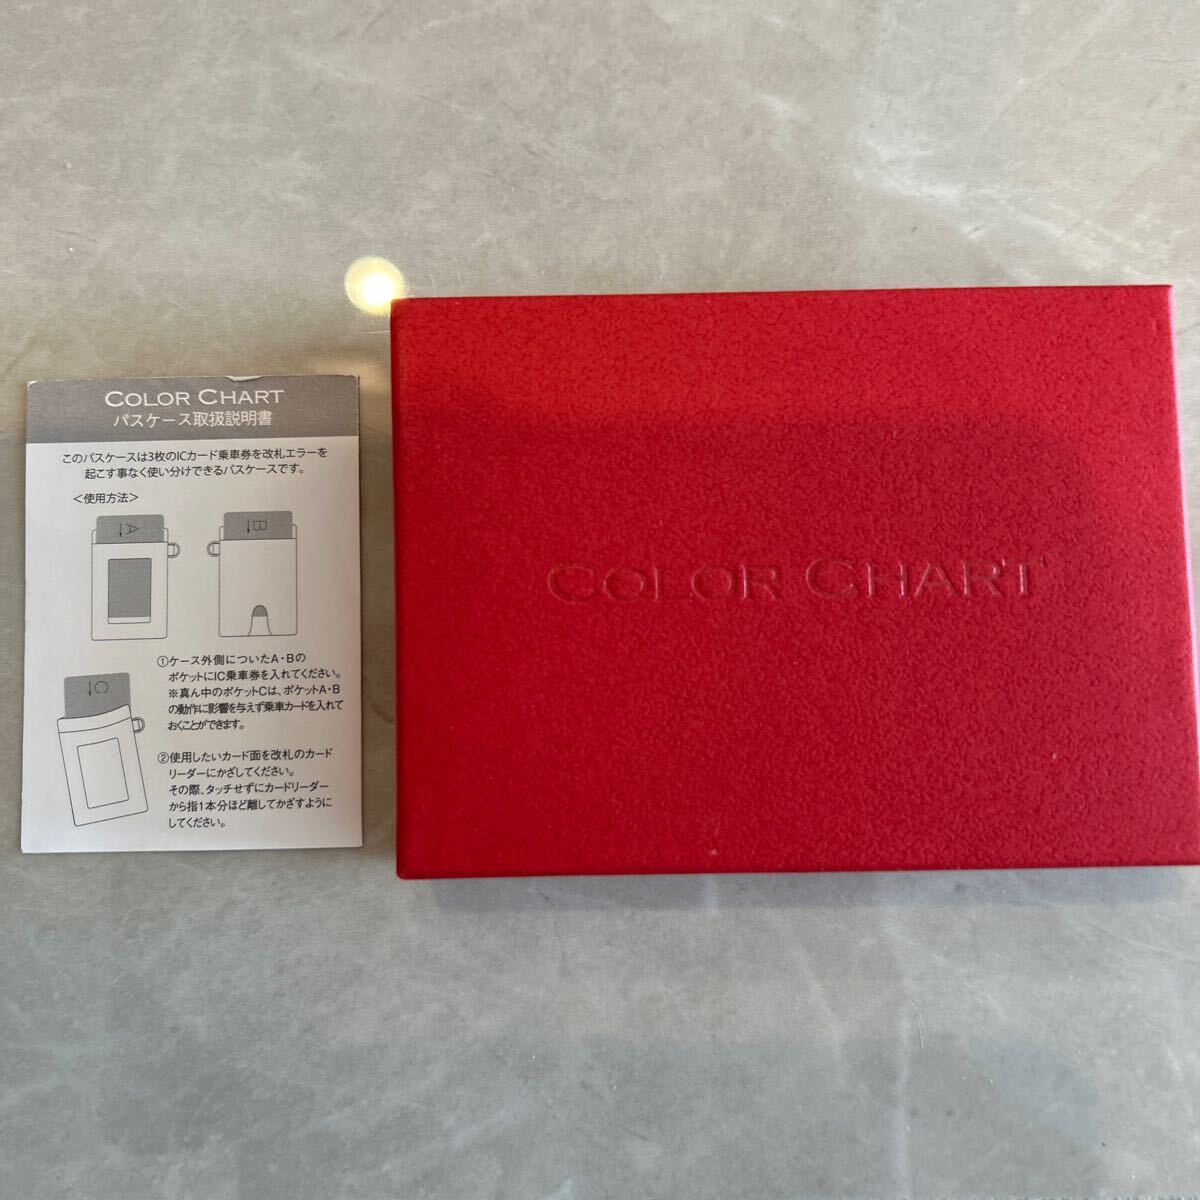 COLOR CHART
パスケース取扱説明書
このパスケースは3枚のICカード乗車券を改札エラーを
起こす事なく使い分けできるパスケースです。
＜使用方法＞
A
B
C
①ケース外側についたA・Bの
ポケットにIC乗車券を入れてください。
※真ん中のポケットCは、ポケットA・B
の動作に影響を与えず乗車カードを入れて
おくことができます。
②使用したいカード面を改札のカード
リーダーにかざしてください。
その際、タッチせずにカードリーダー
から指1本分ほど離してかざすように
してください。
COLOR CHART